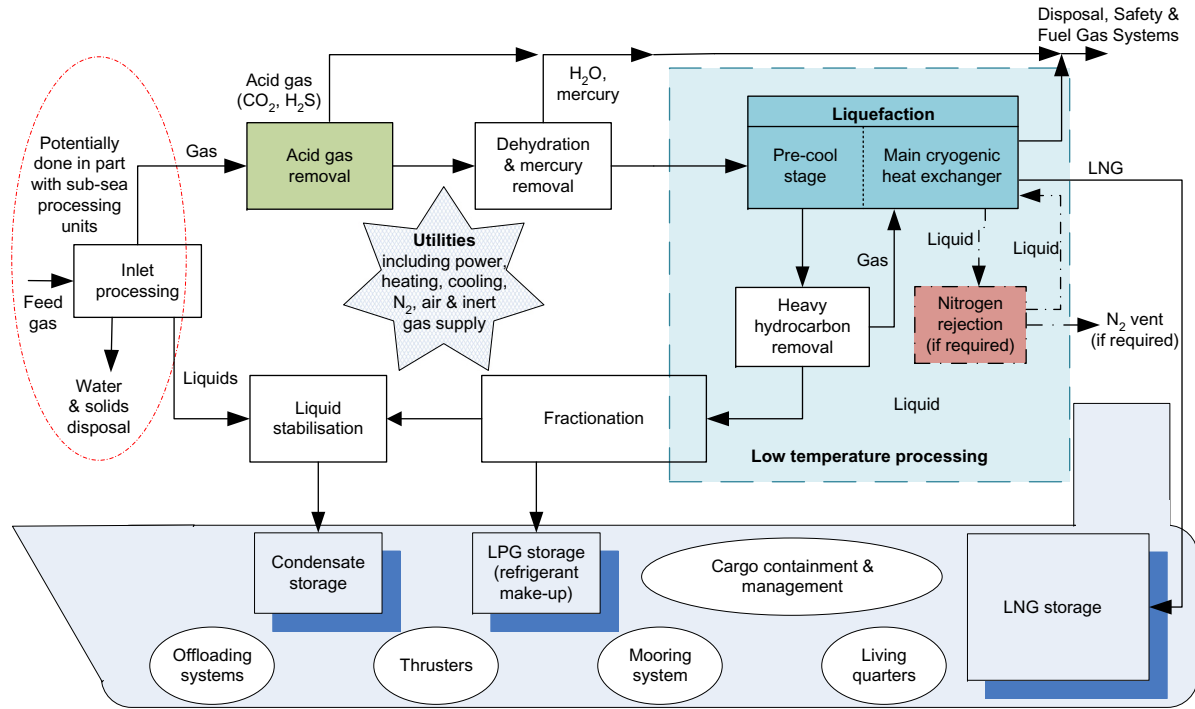 Disposal, Safety &
Fuel Gas Systems
Acid gas
(CO₂, H₂S)
H₂O,
mercury
Potentially
done in part
with sub-sea
processing
units
Gas
Acid gas
removal
Dehydration
& mercury
removal
Liquefaction
Pre-cool
stage
Main cryogenic
heat exchanger
LNG
Utilities
including power,
heating, cooling,
N₂, air & inert
gas supply
Inlet
processing
Feed
gas
Gas
Liquid
Liquid
Heavy
hydrocarbon
removal
Nitrogen
rejection
(if required)
N₂ vent
(if required)
Water
& solids
disposal
Liquids
Liquid
stabilisation
Fractionation
Liquid
Low temperature processing
Condensate
storage
LPG storage
(refrigerant
make-up)
Cargo containment &
management
LNG storage
Offloading
systems
Thrusters
Mooring
system
Living
quarters